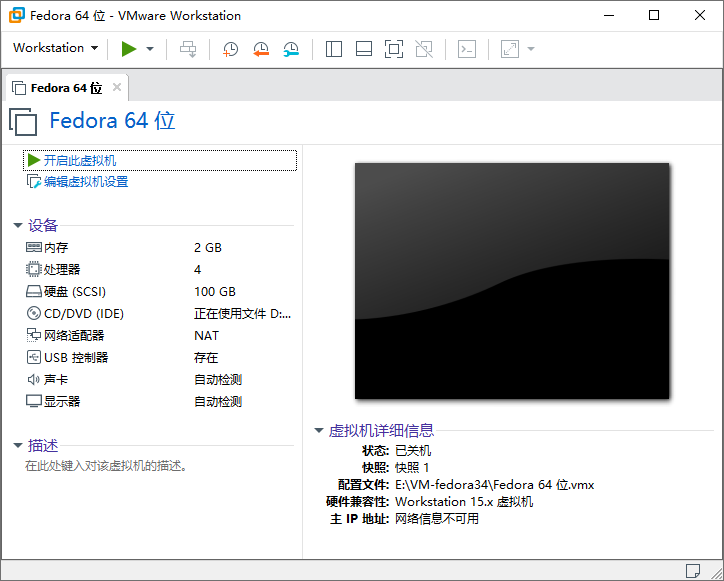 Fedora 64 位 - VMware Workstation
Workstation
Fedora 64 位
Fedora 64 位
开启此虚拟机
编辑虚拟机设置
设备
内存 2 GB
处理器 4
硬盘 (SCSI) 100 GB
CD/DVD (IDE) 正在使用文件 D:...
网络适配器 NAT
USB 控制器 存在
声卡 自动检测
显示器 自动检测
描述
在此处键入对该虚拟机的描述。
虚拟机详细信息
状态: 已关机
快照: 快照 1
配置文件: E:\VM-fedora34\Fedora 64 位.vmx
硬件兼容性: Workstation 15.x 虚拟机
主 IP 地址: 网络信息不可用